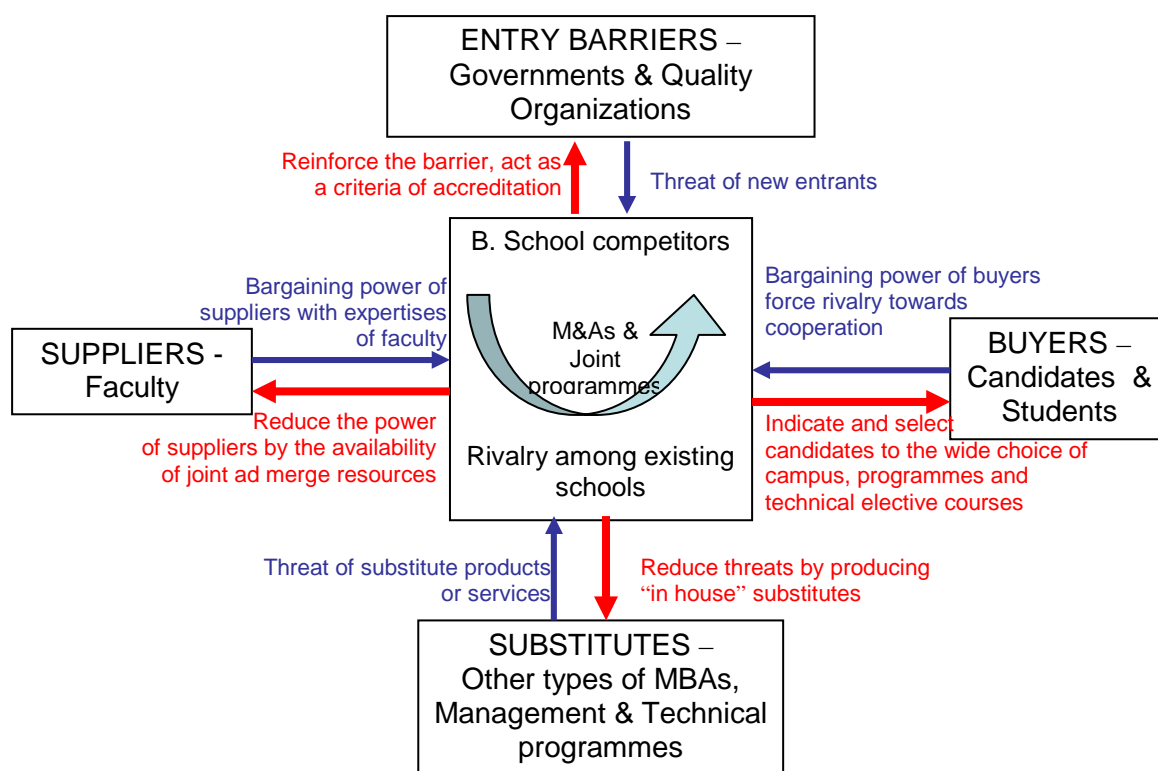 ENTRY BARRIERS –
Governments & Quality
Organizations
Reinforce the barrier, act as
a criteria of accreditation
Threat of new entrants
B. School competitors
Bargaining power of
suppliers with expertises
of faculty
Bargaining power of buyers
force rivalry towards
cooperation
M&As &
Joint
programmes
SUPPLIERS -
Faculty
BUYERS –
Candidates & 
Students
Reduce the power
of suppliers by the availability
of joint ad merge resources
Indicate and select
candidates to the wide choice of
campus, programmes and
technical elective courses
Rivalry among existing
schools
Threat of substitute products
or services
Reduce threats by producing
“in house” substitutes
SUBSTITUTES –
Other types of MBAs,
Management & Technical
programmes